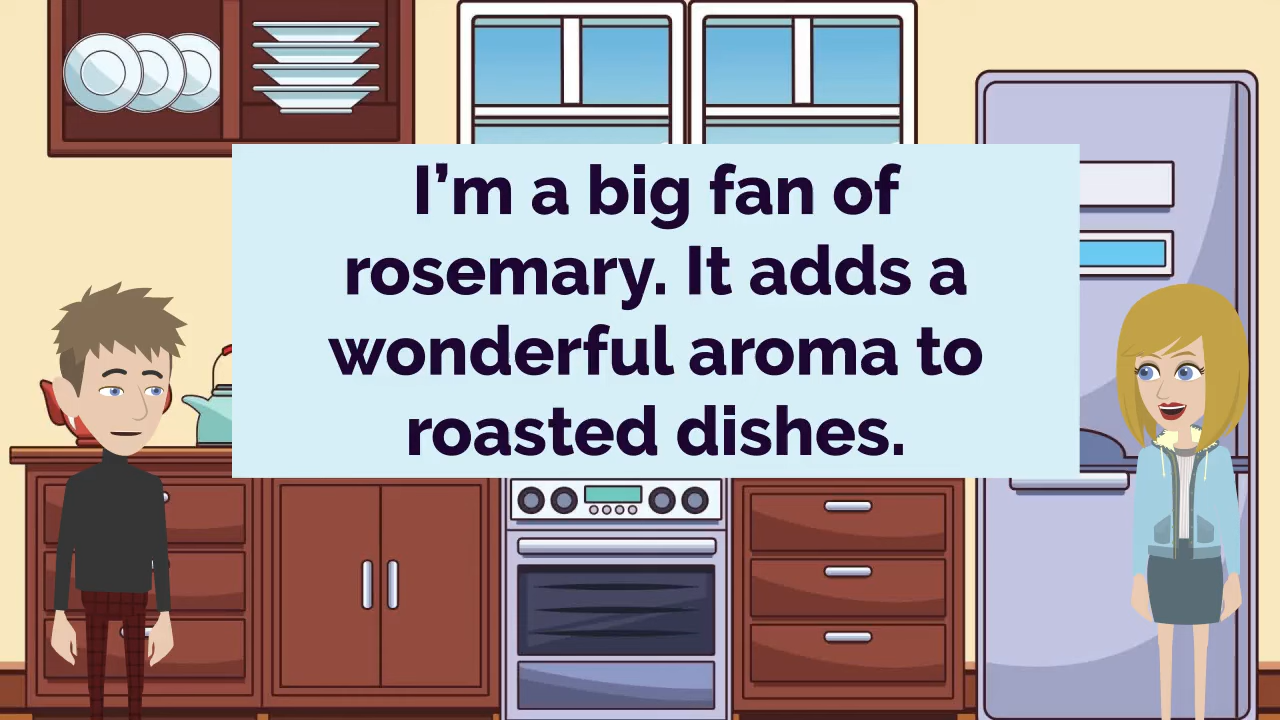 I’m a big fan of
rosemary. It adds a
wonderful aroma to
roasted dishes.